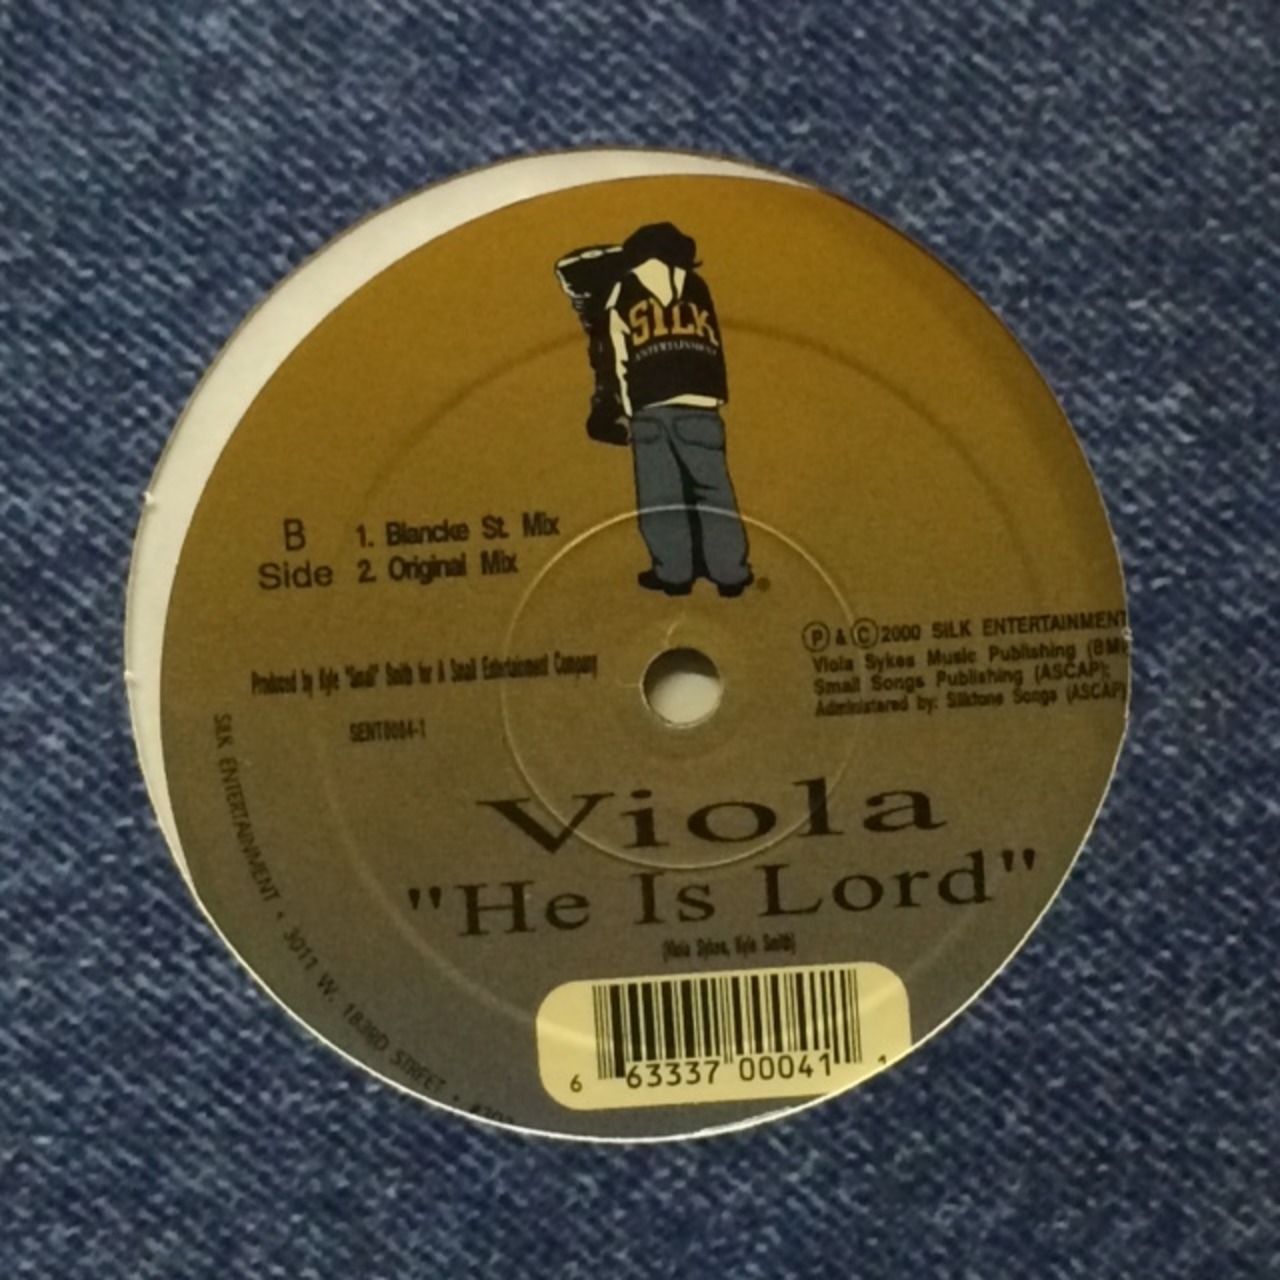 SILK
ENTERTAINMENT
B
Side
1. Blancke St. Mix
2. Original Mix
Ⓟ & Ⓒ 2000 SILK ENTERTAINMENT
Viola Sykes Music Publishing (BMI
Small Songs Publishing (ASCAP);
Administered by: Silktone Songs (ASCAP)
Produced by Kyle "Small" Smith for A Small Entertainment Company
SENT0004-1
Viola
"He Is Lord"
(Viola Sykes, Kyle Smith)
SILK ENTERTAINMENT • 3017 W. 183RD STREET •
6 63337 00041 1